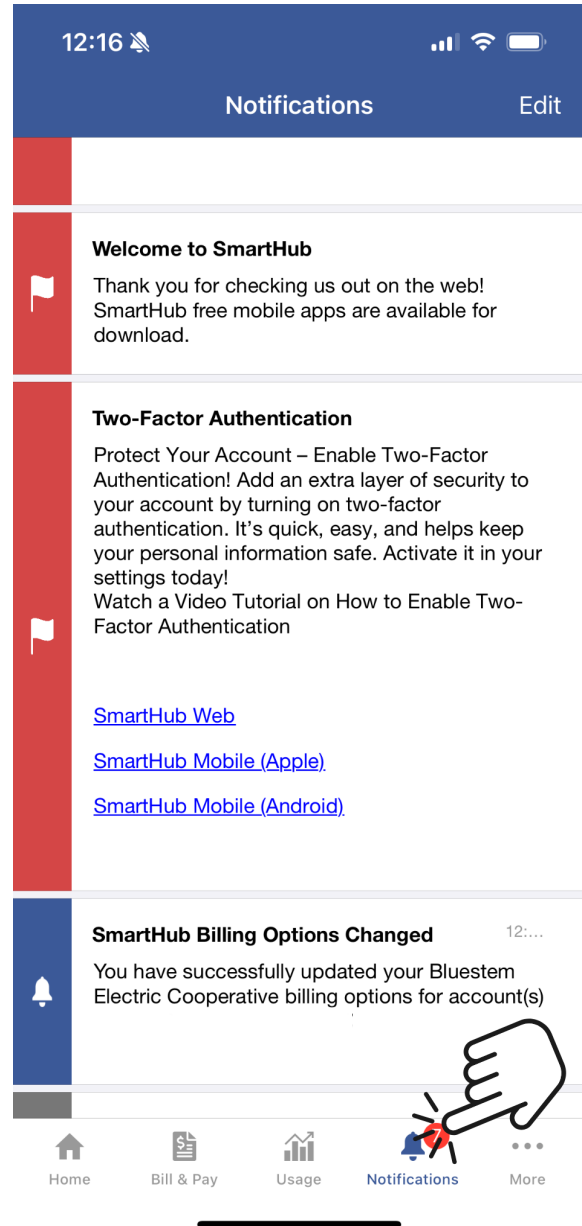 12:16
Notifications
Edit
Welcome to SmartHub
Thank you for checking us out on the web!
SmartHub free mobile apps are available for
download.
Two-Factor Authentication
Protect Your Account – Enable Two-Factor
Authentication! Add an extra layer of security to
your account by turning on two-factor
authentication. It’s quick, easy, and helps keep
your personal information safe. Activate it in your
settings today!
Watch a Video Tutorial on How to Enable Two-
Factor Authentication
SmartHub Web
SmartHub Mobile (Apple)
SmartHub Mobile (Android)
SmartHub Billing Options Changed
12:...
You have successfully updated your Bluestem
Electric Cooperative billing options for account(s)
7
Home
Bill & Pay
Usage
Notifications
More